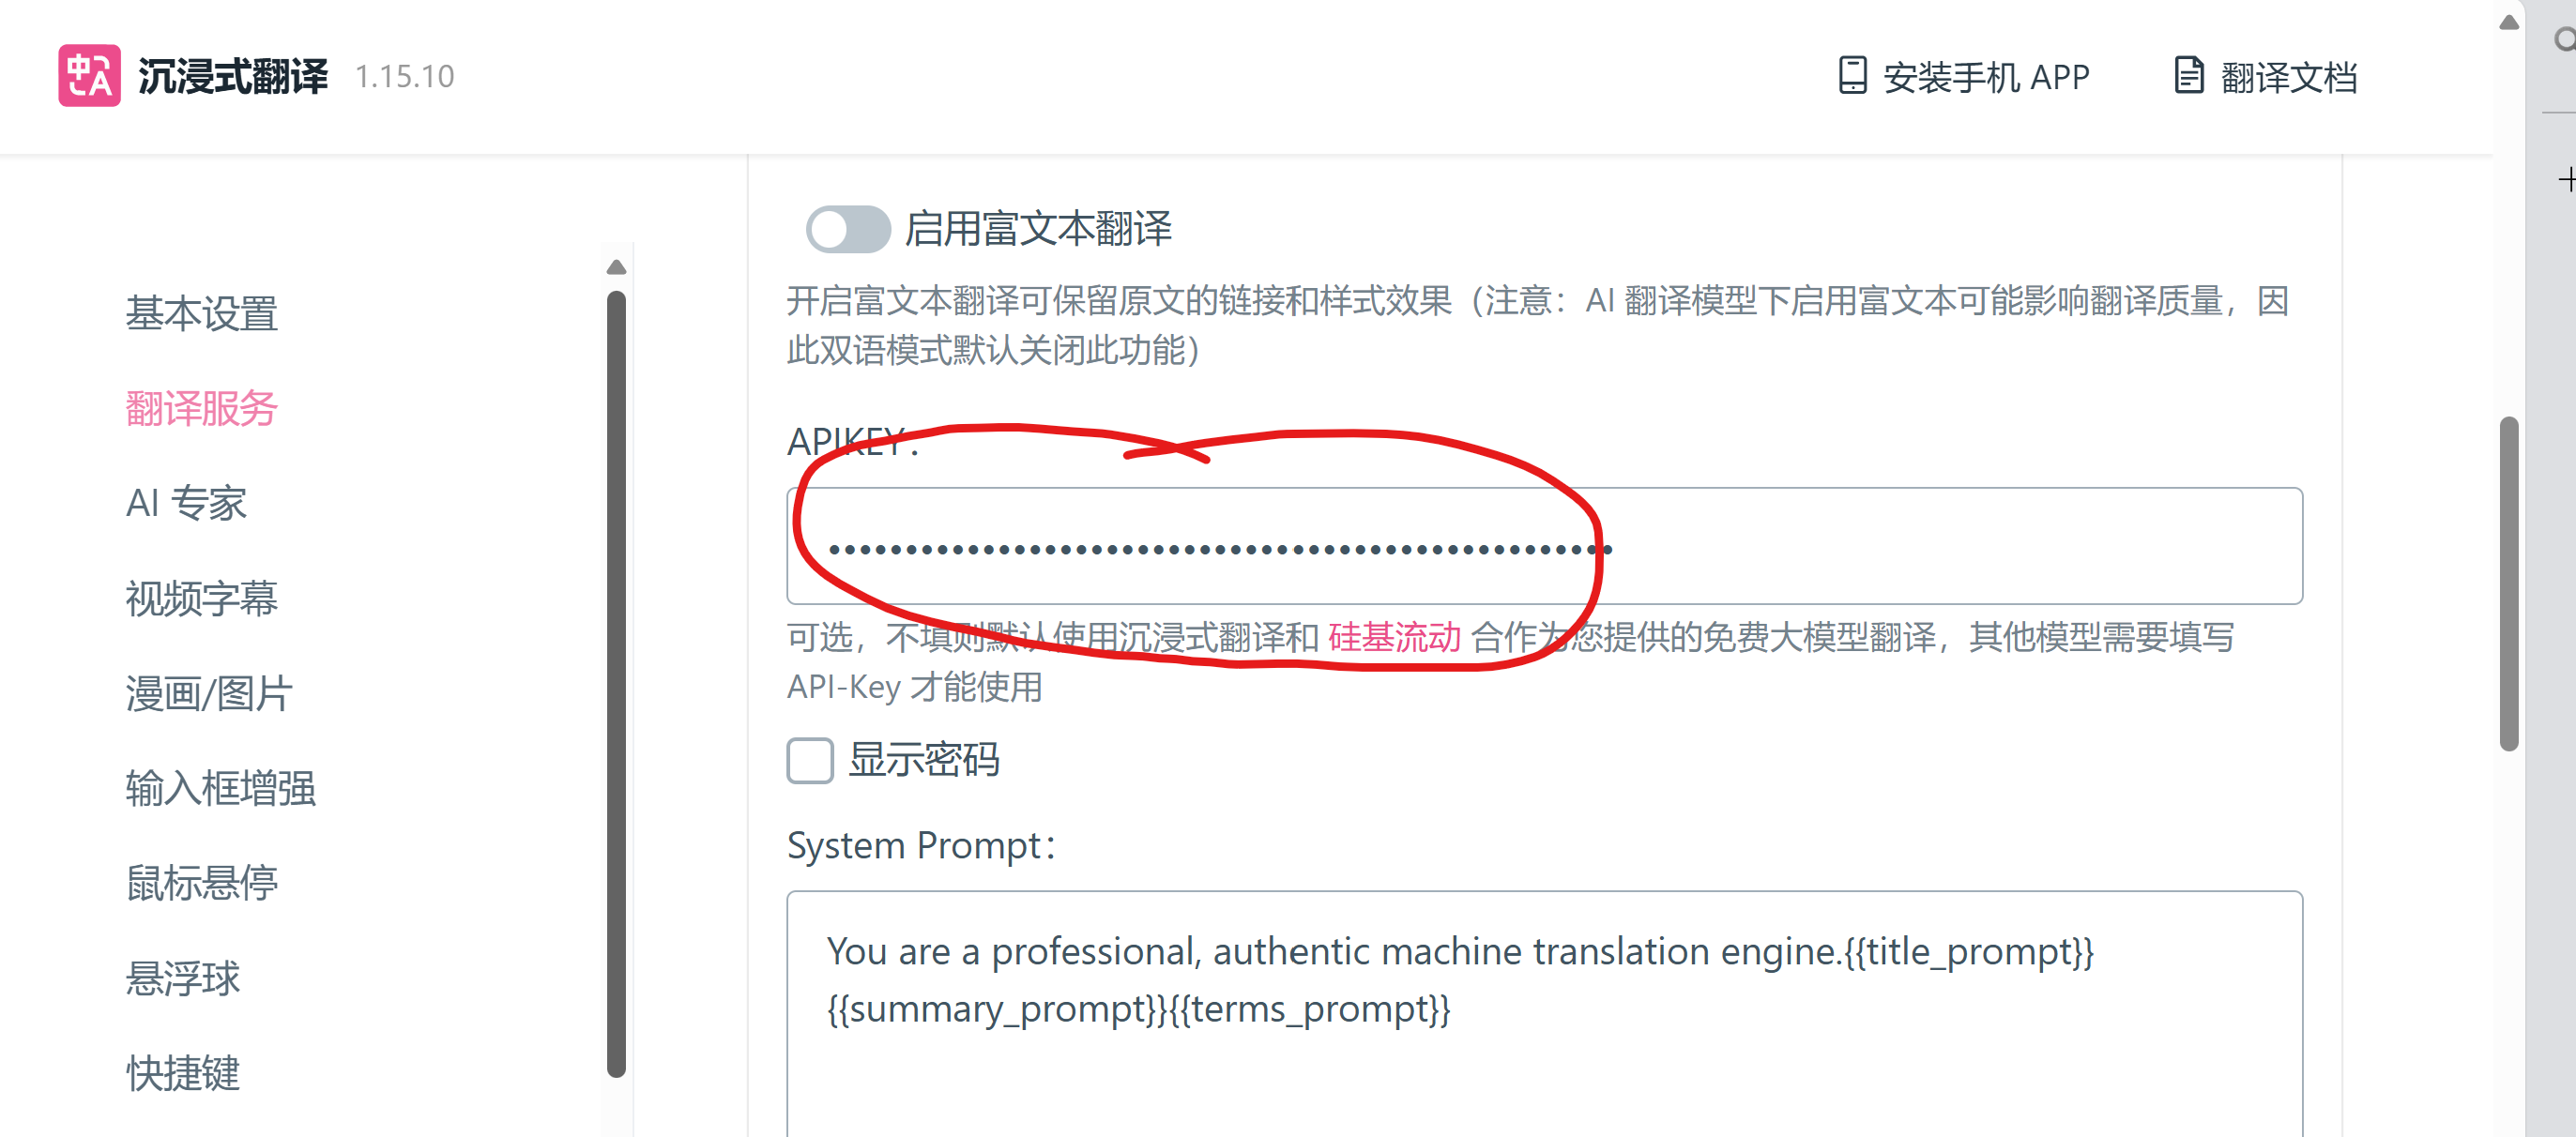 沉浸式翻译 1.15.10
安装手机 APP
翻译文档
基本设置
翻译服务
AI 专家
视频字幕
漫画/图片
输入框增强
鼠标悬停
悬浮球
快捷键
启用富文本翻译
开启富文本翻译可保留原文的链接和样式效果（注意：AI 翻译模型下启用富文本可能影响翻译质量，因
此双语模式默认关闭此功能）
APIKEY：
可选，不填则默认使用沉浸式翻译和 硅基流动 合作为您提供的免费大模型翻译，其他模型需要填写
API-Key 才能使用
显示密码
System Prompt：
You are a professional, authentic machine translation engine.{{title_prompt}}
{{summary_prompt}}{{terms_prompt}}